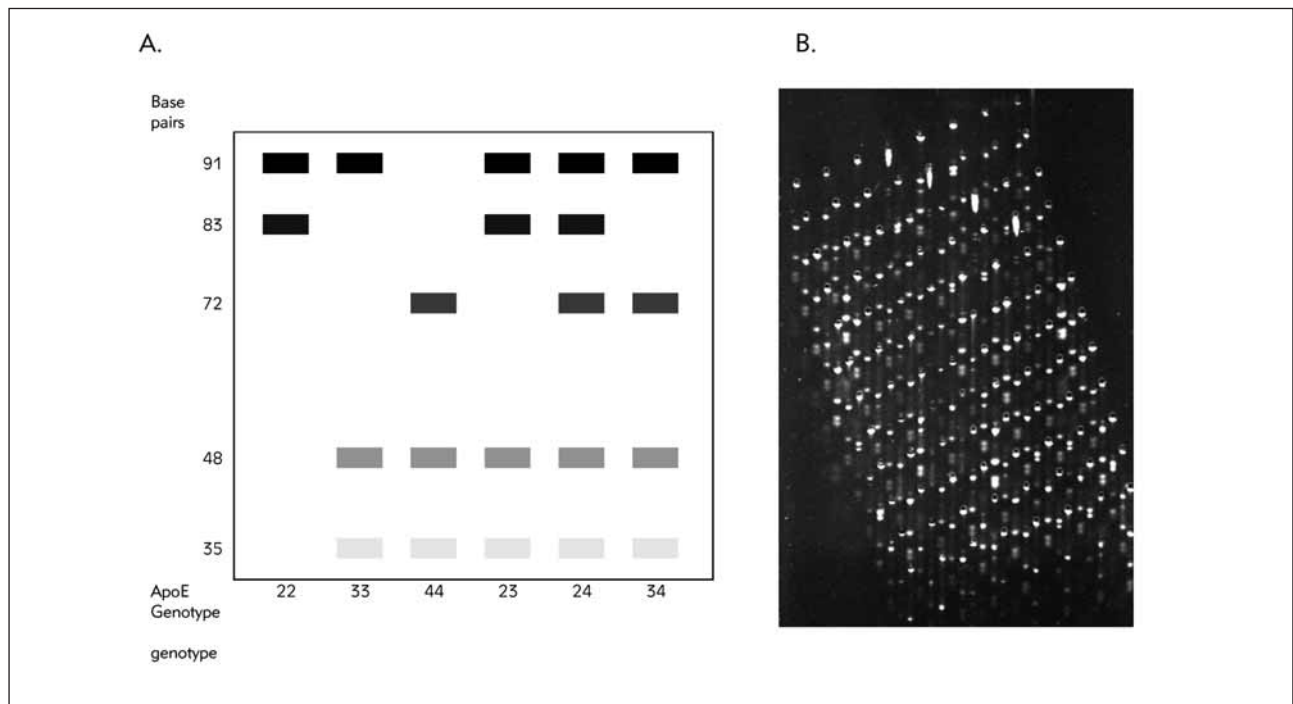 A.
B.
Base
pairs
91
83
72
48
35
ApoE 22 33 44 23 24 34
Genotype
genotype